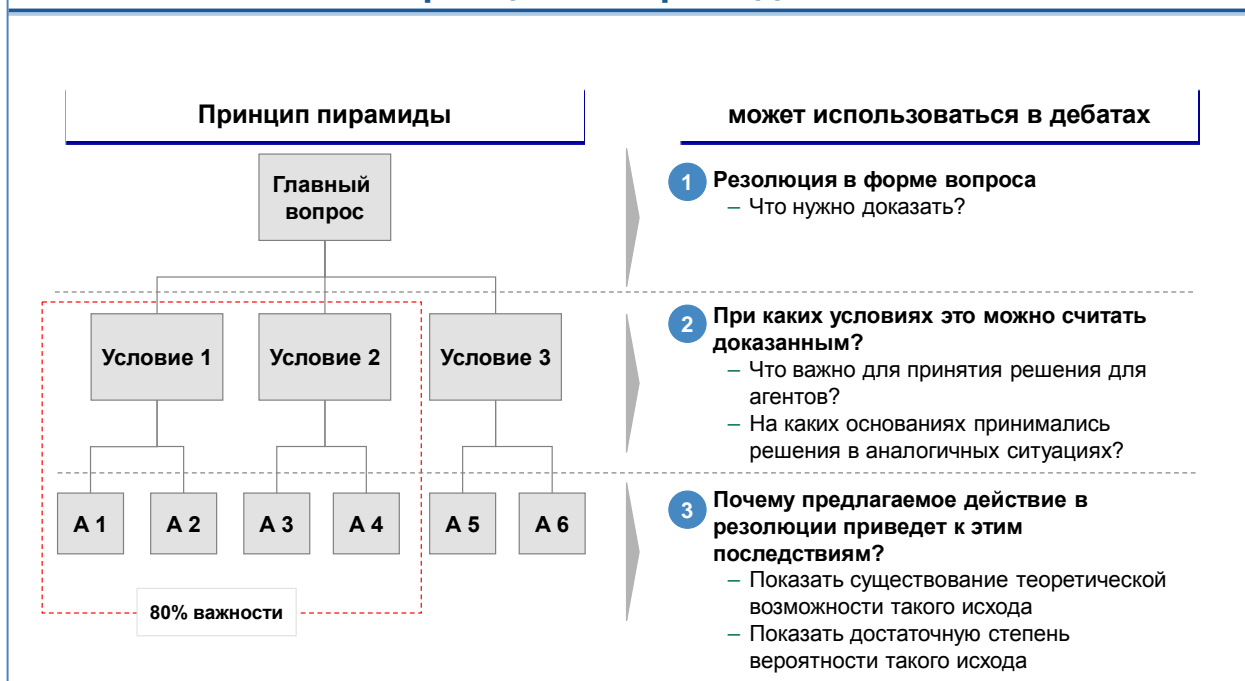 Принцип пирамиды
может использоваться в дебатах
Главный
вопрос
1
Резолюция в форме вопроса
– Что нужно доказать?
Условие 1
Условие 2
Условие 3
2
При каких условиях это можно считать
доказанным?
– Что важно для принятия решения для
агентов?
– На каких основаниях принимались
решения в аналогичных ситуациях?
А 1
А 2
А 3
А 4
А 5
А 6
80% важности
3
Почему предлагаемое действие в
резолюции приведет к этим
последствиям?
– Показать существование теоретической
возможности такого исхода
– Показать достаточную степень
вероятности такого исхода